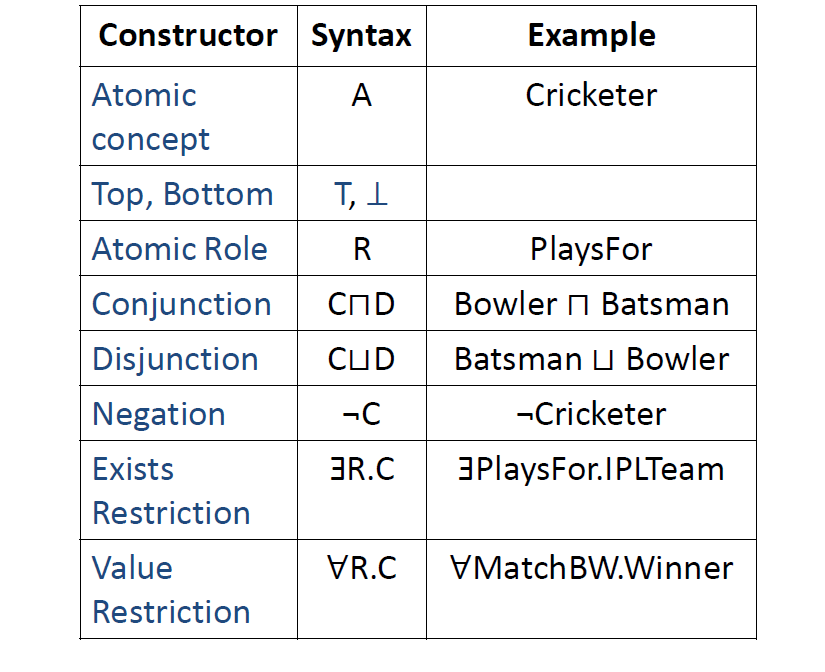 Constructor Syntax Example
Atomic concept A Cricketer
Top, Bottom T, ⊥
Atomic Role R PlaysFor
Conjunction C⊓D Bowler ⊓ Batsman
Disjunction C⊔D Batsman ⊔ Bowler
Negation ¬C ¬Cricketer
Exists Restriction ∃R.C ∃PlaysFor.IPLTeam
Value Restriction ∀R.C ∀MatchBW.Winner